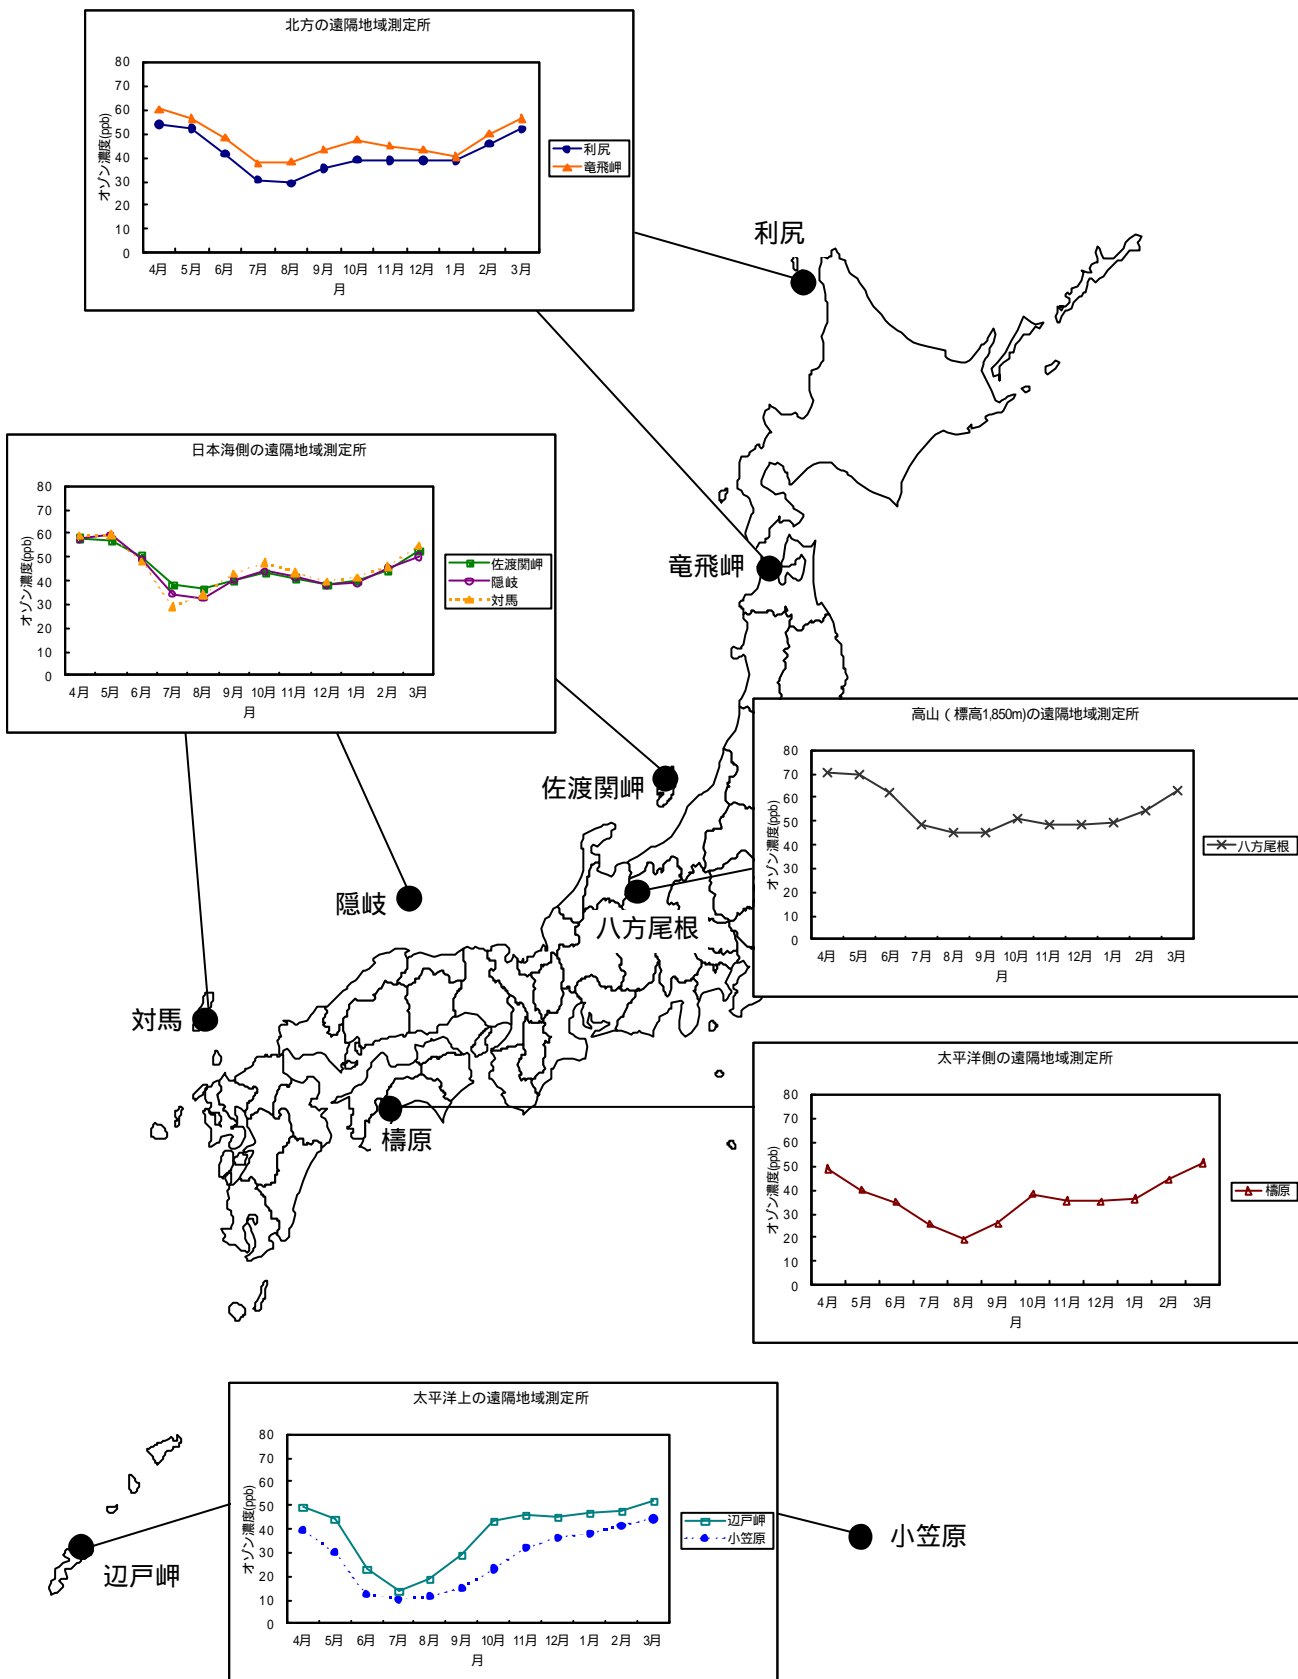 北方の遠隔地域測定所
オゾン濃度(ppb)
80
70
60
50
40
30
20
10
0
4月 5月 6月 7月 8月 9月 10月 11月 12月 1月 2月 3月
月
利尻
竜飛岬
利尻
日本海側の遠隔地域測定所
オゾン濃度(ppb)
80
70
60
50
40
30
20
10
0
4月 5月 6月 7月 8月 9月 10月 11月 12月 1月 2月 3月
月
佐渡関岬
隠岐
対馬
竜飛岬
高山(標高1,850m)の遠隔地域測定所
オゾン濃度(ppb)
80
70
60
50
40
30
20
10
0
4月 5月 6月 7月 8月 9月 10月 11月 12月 1月 2月 3月
月
八方尾根
佐渡関岬
隠岐
八方尾根
対馬
太平洋側の遠隔地域測定所
オゾン濃度(ppb)
80
70
60
50
40
30
20
10
0
4月 5月 6月 7月 8月 9月 10月 11月 12月 1月 2月 3月
月
檮原
檮原
太平洋上の遠隔地域測定所
オゾン濃度(ppb)
80
70
60
50
40
30
20
10
0
4月 5月 6月 7月 8月 9月 10月 11月 12月 1月 2月 3月
月
辺戸岬
小笠原
小笠原
辺戸岬